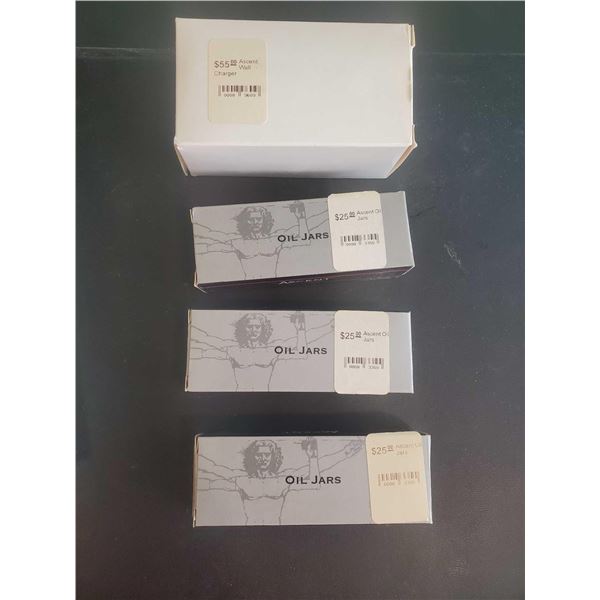 $55.00 Ascent
Wall
Charger
OIL JARS
$25.00 Ascent Oil
Jars
ASCENT
OIL JARS
$25.00 Ascent Oil
Jars
OIL JARS
$25.00 Ascent
Jars